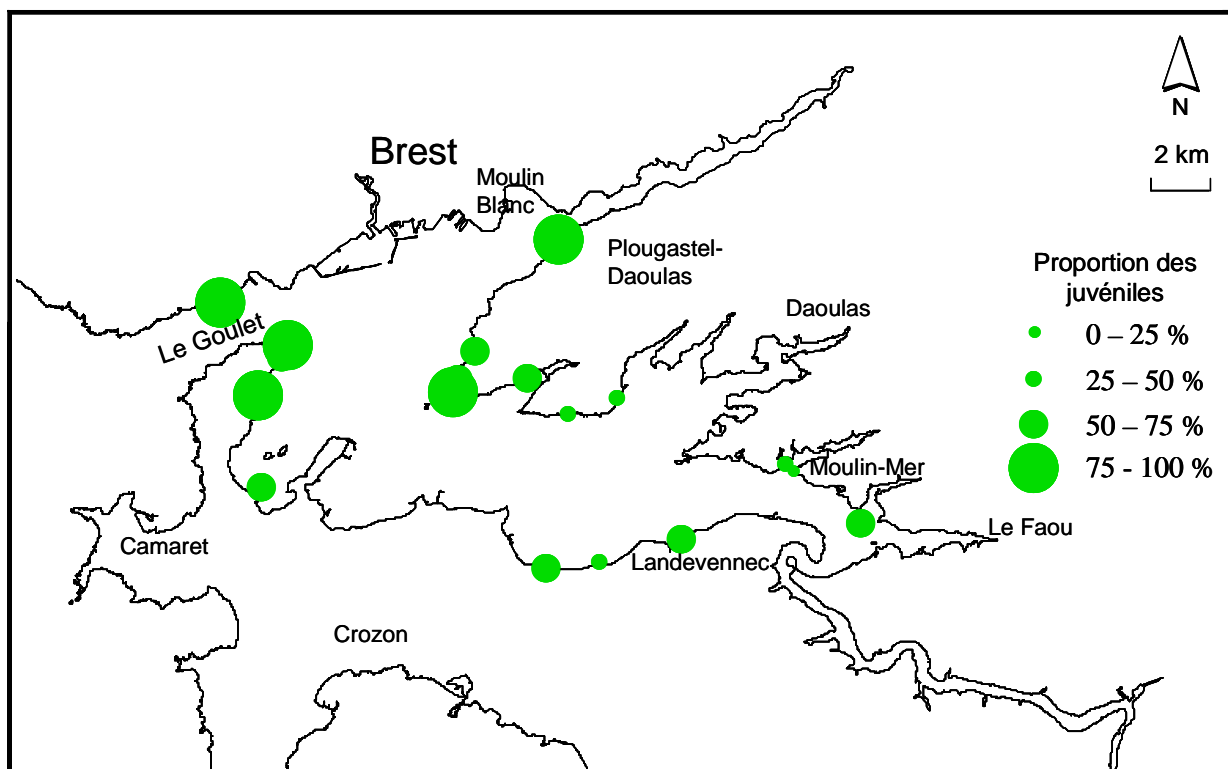 Brest
Moulin
Blanc
Plougastel-
Daoulas
Le Goulet
Daoulas
Moulin-Mer
Le Faou
Landevennec
Camaret
Crozon
N
2 km
Proportion des
juvéniles
0 – 25 %
25 – 50 %
50 – 75 %
75 - 100 %